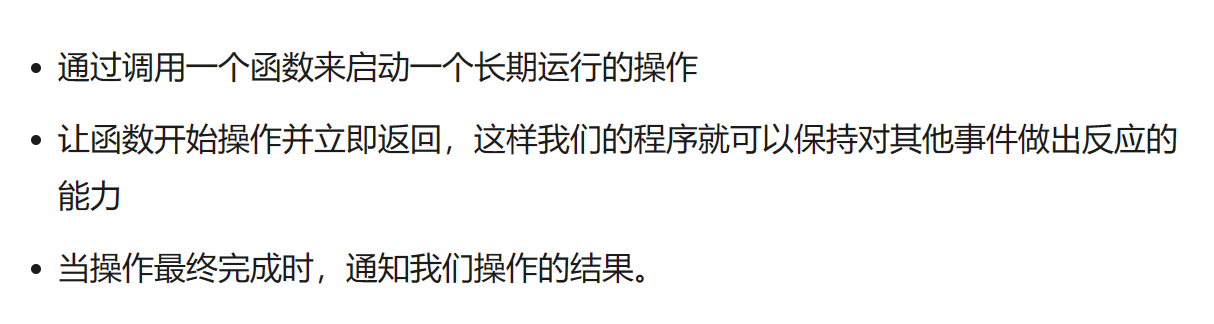 • 通过调用一个函数来启动一个长期运行的操作
• 让函数开始操作并立即返回，这样我们的程序就可以保持对其他事件做出反应的
能力
• 当操作最终完成时，通知我们操作的结果。